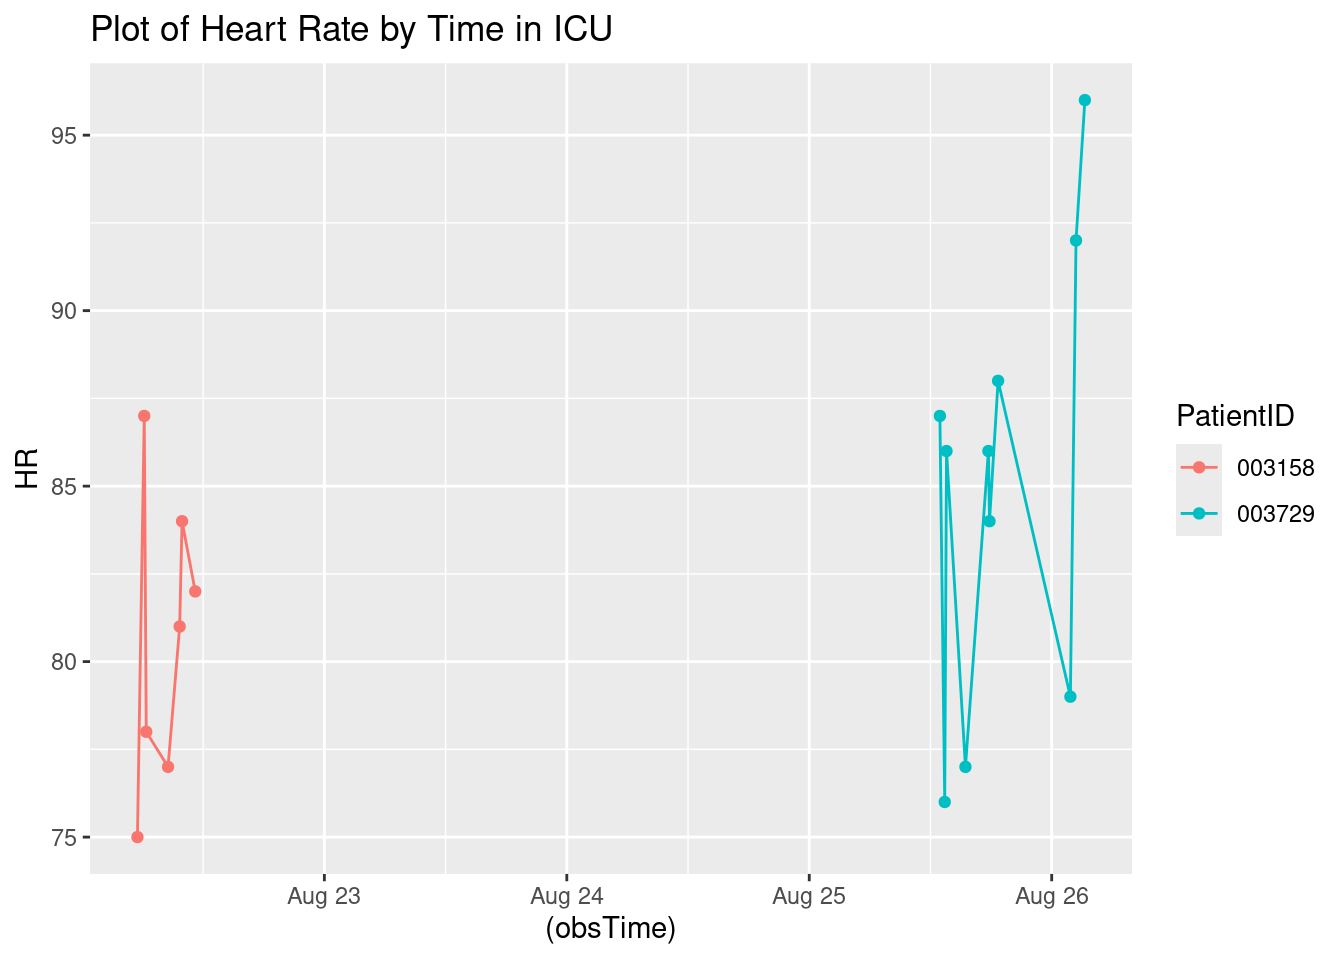 Plot of Heart Rate by Time in ICU
95
90
85
80
75
HR
Aug 23 Aug 24 Aug 25 Aug 26
(obsTime)
PatientID
003158
003729